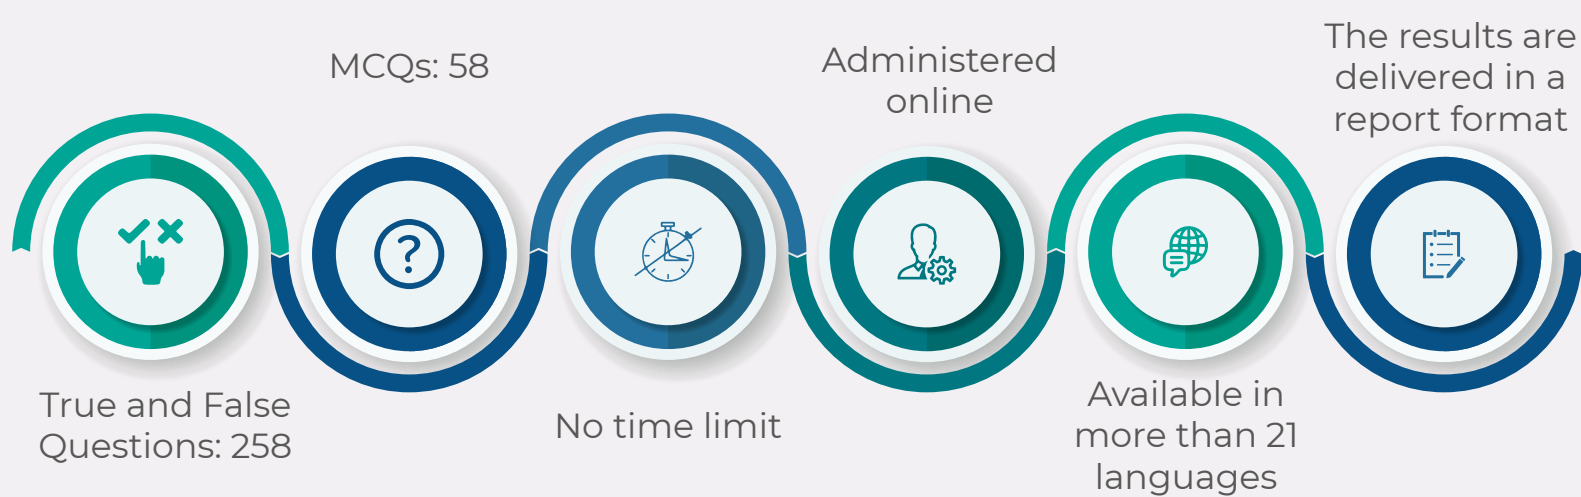 True and False
Questions: 258
MCQs: 58
No time limit
Administered
online
Available in
more than 21
languages
The results are
delivered in a
report format